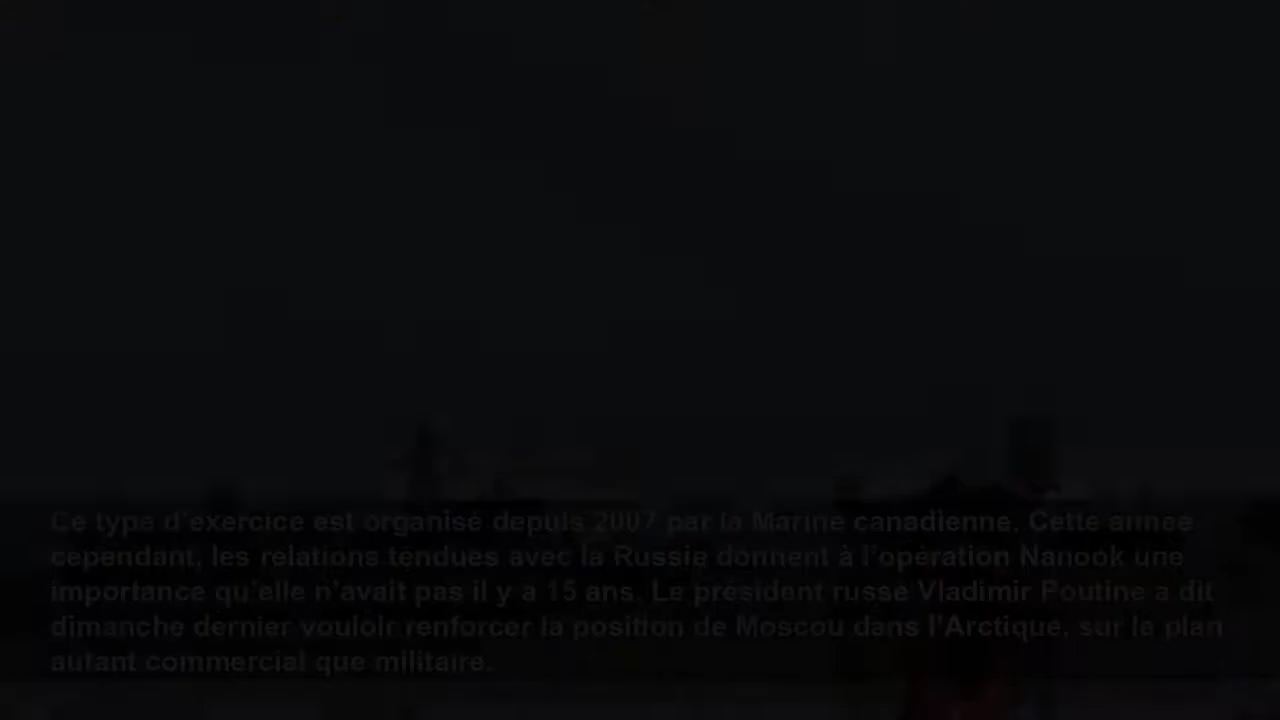 Ce type d'exercice est organisé depuis 2007 par la Marine canadienne. Cette année
cependant, les relations tendues avec la Russie donnent à l'opération Nanook une
importance qu'elle n'avait pas il y a 15 ans. Le président russe Vladimir Poutine a dit
dimanche dernier vouloir renforcer la position de Moscou dans l'Arctique, sur le plan
autant commercial que militaire.